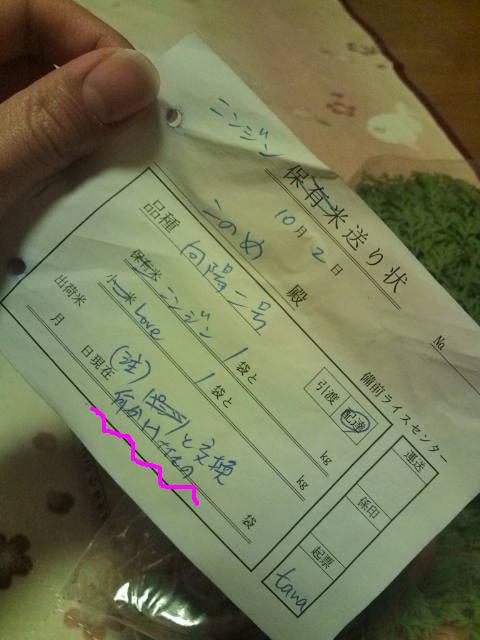 ニンジン
保有米送り状
10月2日
このめ 殿
品種 向陽二号
保有米 ニンジン 1 袋と kg
小米 Love 1 袋と kg
出荷米
月 日現在 袋
(注)
と交換
№
備前ライスセンター
引渡 配達
運送
係印
起票
tana